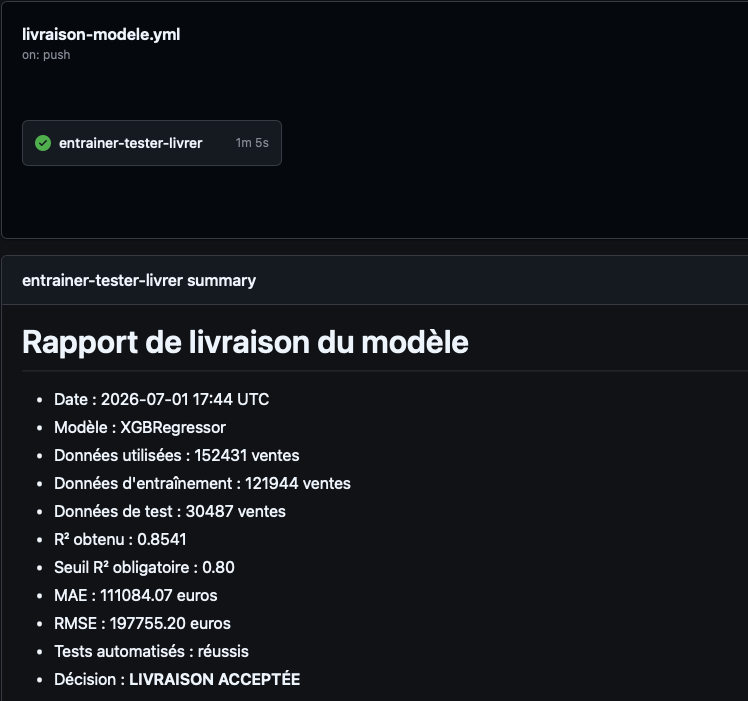 livraison-modele.yml
on: push
entrainer-tester-livrer 1m 5s
entrainer-tester-livrer summary
Rapport de livraison du modèle
• Date : 2026-07-01 17:44 UTC
• Modèle : XGBRegressor
• Données utilisées : 152431 ventes
• Données d'entraînement : 121944 ventes
• Données de test : 30487 ventes
• R² obtenu : 0.8541
• Seuil R² obligatoire : 0.80
• MAE : 111084.07 euros
• RMSE : 197755.20 euros
• Tests automatisés : réussis
• Décision : LIVRAISON ACCEPTÉE